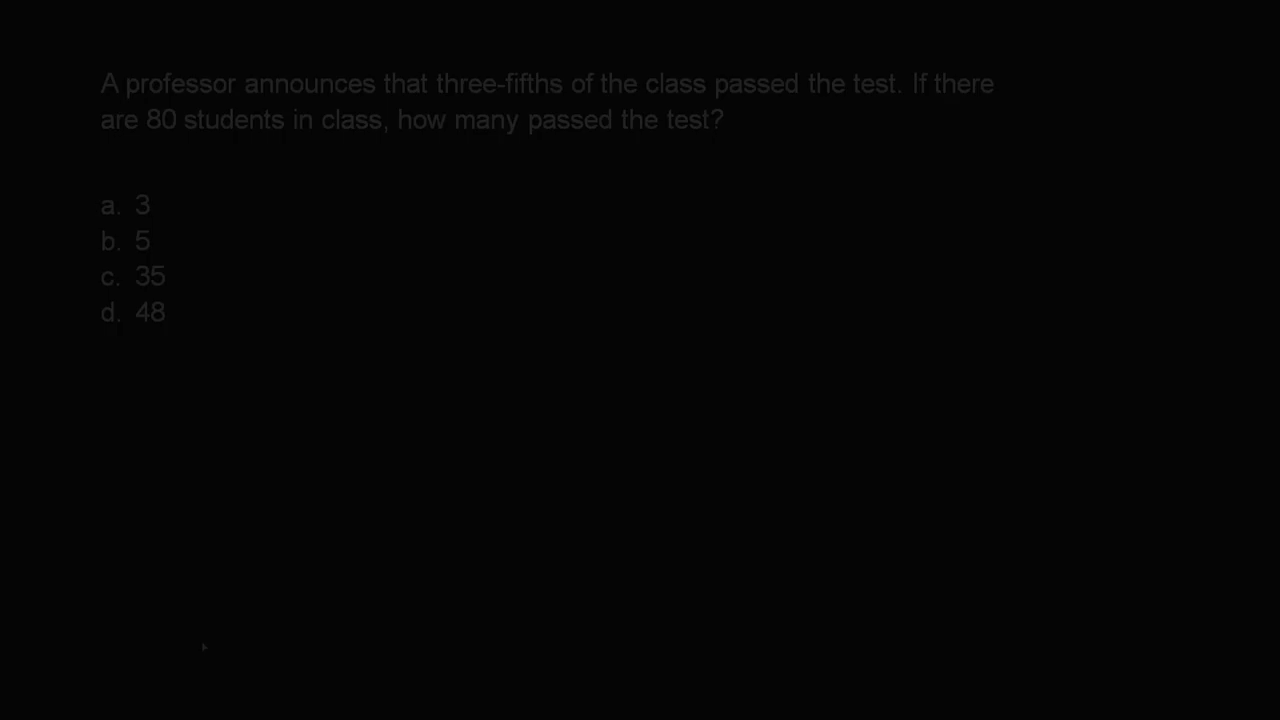 A professor announces that three-fifths of the class passed the test. If there
are 80 students in class, how many passed the test?
a. 3
b. 5
c. 35
d. 48